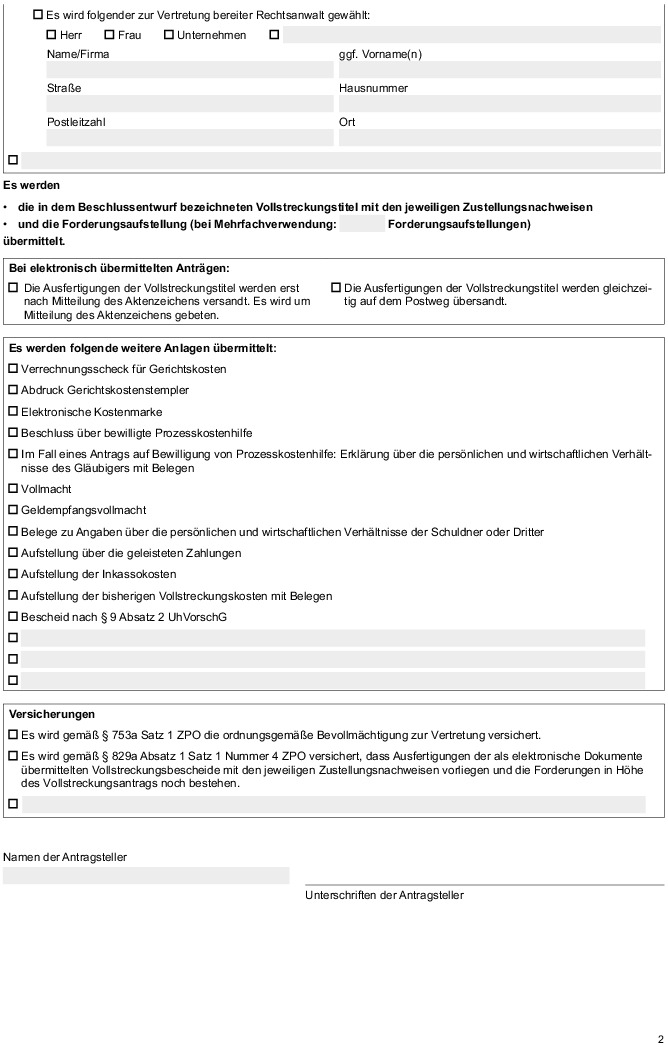 Es wird folgender zur Vertretung bereiter Rechtsanwalt gewählt:
Herr Frau Unternehmen
Name/Firma ggf. Vorname(n)
Straße Hausnummer
Postleitzahl Ort
Es werden
• die in dem Beschlussentwurf bezeichneten Vollstreckungstitel mit den jeweiligen Zustellungsnachweisen
• und die Forderungsaufstellung (bei Mehrfachverwendung: Forderungsaufstellungen)
übermittelt.
Bei elektronisch übermittelten Anträgen:
Die Ausfertigungen der Vollstreckungstitel werden erst
nach Mitteilung des Aktenzeichens versandt. Es wird um
Mitteilung des Aktenzeichens gebeten.
Die Ausfertigungen der Vollstreckungstitel werden gleichzei-
tig auf dem Postweg übersandt.
Es werden folgende weitere Anlagen übermittelt:
Verrechnungsscheck für Gerichtskosten
Abdruck Gerichtskostenstempler
Elektronische Kostenmarke
Beschluss über bewilligte Prozesskostenhilfe
Im Fall eines Antrags auf Bewilligung von Prozesskostenhilfe: Erklärung über die persönlichen und wirtschaftlichen Verhält-
nisse des Gläubigers mit Belegen
Vollmacht
Geldempfangsvollmacht
Belege zu Angaben über die persönlichen und wirtschaftlichen Verhältnisse der Schuldner oder Dritter
Aufstellung über die geleisteten Zahlungen
Aufstellung der Inkassokosten
Aufstellung der bisherigen Vollstreckungskosten mit Belegen
Bescheid nach § 9 Absatz 2 UhVorschG
Versicherungen
Es wird gemäß § 753a Satz 1 ZPO die ordnungsgemäße Bevollmächtigung zur Vertretung versichert.
Es wird gemäß § 829a Absatz 1 Satz 1 Nummer 4 ZPO versichert, dass Ausfertigungen der als elektronische Dokumente
übermittelten Vollstreckungsbescheide mit den jeweiligen Zustellungsnachweisen vorliegen und die Forderungen in Höhe
des Vollstreckungsantrags noch bestehen.
Namen der Antragsteller
Unterschriften der Antragsteller
2